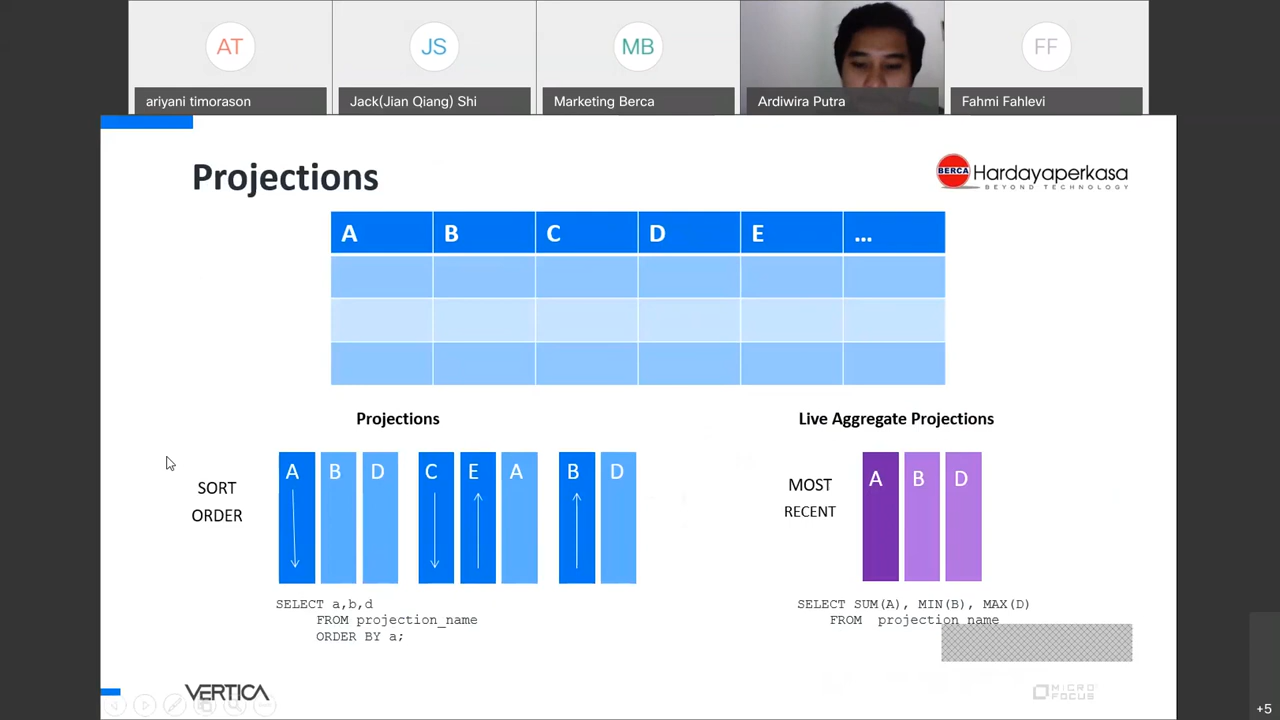 AT
JS
MB
FF
ariyani timorason
Jack(Jian Qiang) Shi
Marketing Berca
Ardiwira Putra
Fahmi Fahlevi
Projections
BERCA Hardayaperkasa
BEYOND TECHNOLOGY
A B C D E ...
Projections
Live Aggregate Projections
SORT
ORDER
A B D C E A B D
MOST
RECENT
A B D
SELECT a,b,d
FROM projection_name
ORDER BY a;
SELECT SUM(A), MIN(B), MAX(D)
FROM projection_name
VERTICA
MICRO
FOCUS
+5